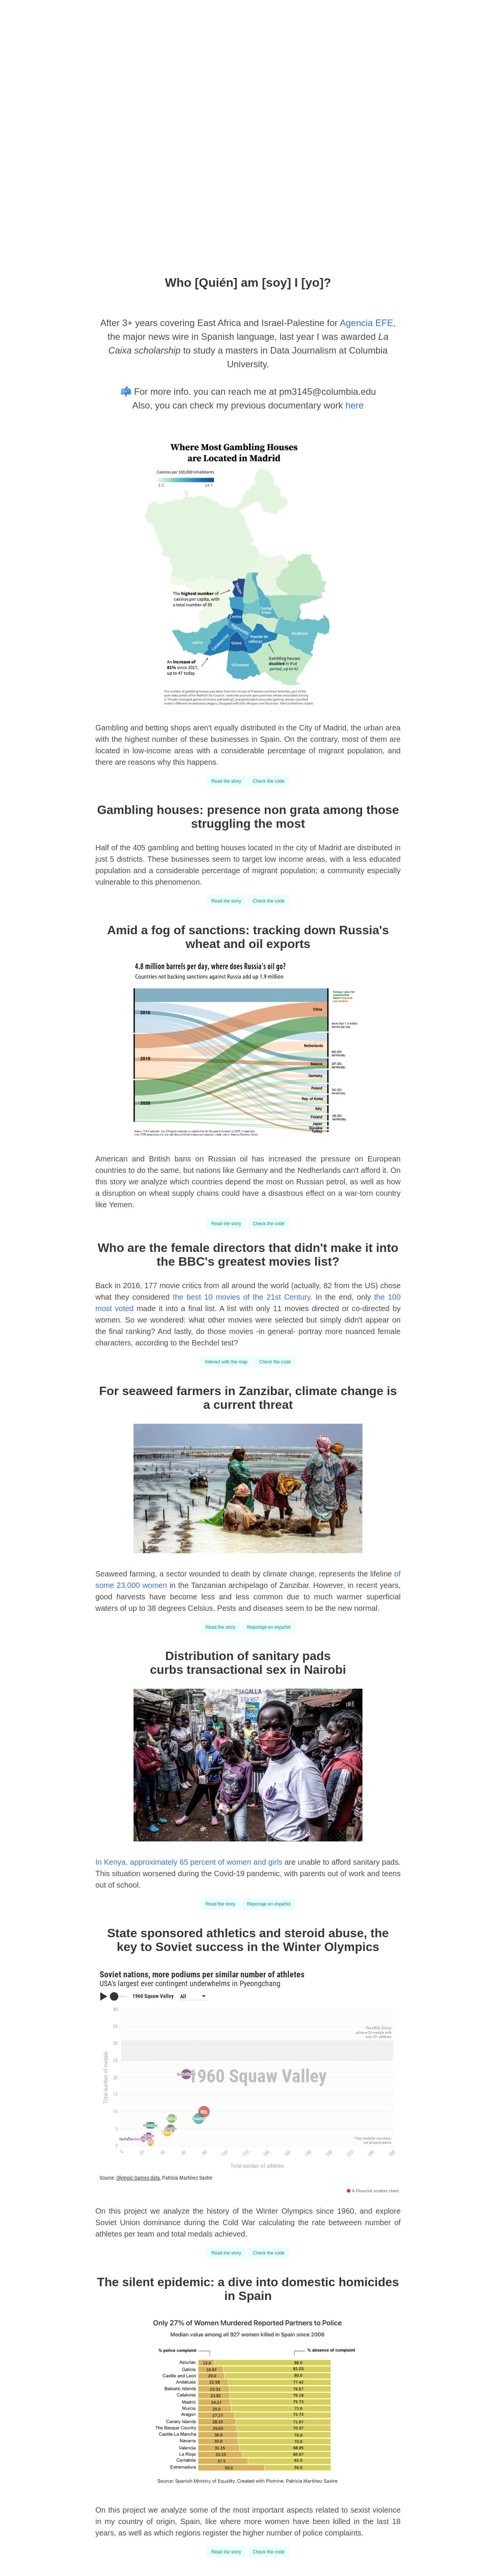 Who [Quién] am [soy] I [yo]?
After 3+ years covering East Africa and Israel-Palestine for Agencia EFE,
the major news wire in Spanish language, last year I was awarded La
Caixa scholarship to study a masters in Data Journalism at Columbia
University.
📫 For more info. you can reach me at pm3145@columbia.edu
Also, you can check my previous documentary work here
Where Most Gambling Houses
are Located in Madrid
Casinos per 100,000 inhabitants
The highest number of
casinos per capita, with
a total number of 35
An increase of
81% since 2017,
up to 47 today
Gambling houses
doubled in that
period, up to 41
Gambling and betting shops aren't equally distributed in the City of Madrid, the urban area
with the highest number of these businesses in Spain. On the contrary, most of them are
located in low-income areas with a considerable percentage of migrant population, and
there are reasons why this happens.
Read the story Check the code
Gambling houses: presence non grata among those
struggling the most
Half of the 405 gambling and betting houses located in the city of Madrid are distributed in
just 5 districts. These businesses seem to target low income areas, with a less educated
population and a considerable percentage of migrant population; a community especially
vulnerable to this phenomenon.
Read the story Check the code
Amid a fog of sanctions: tracking down Russia's
wheat and oil exports
4.8 million barrels per day, where does Russia's oil go?
Countries not backing sanctions against Russia add up 1.9 million
2018
2019
2020
China
Netherlands
Belarus
Germany
Poland
Rep. of Korea
Italy
Finland
Japan
Slovakia
Turkey
American and British bans on Russian oil has increased the pressure on European
countries to do the same, but nations like Germany and the Nedherlands can't afford it. On
this story we analyze which countries depend the most on Russian petrol, as well as how
a disruption on wheat supply chains could have a disastrous effect on a war-torn country
like Yemen.
Read the story Check the code
Who are the female directors that didn't make it into
the BBC's greatest movies list?
Back in 2016, 177 movie critics from all around the world (actually, 82 from the US) chose
what they considered the best 10 movies of the 21st Century. In the end, only the 100
most voted made it into a final list. A list with only 11 movies directed or co-directed by
women. So we wondered: what other movies were selected but simply didn't appear on
the final ranking? And lastly, do those movies -in general- portray more nuanced female
characters, according to the Bechdel test?
Interact with the map Check the code
For seaweed farmers in Zanzibar, climate change is
a current threat
Seaweed farming, a sector wounded to death by climate change, represents the lifeline of
some 23,000 women in the Tanzanian archipelago of Zanzibar. However, in recent years,
good harvests have become less and less common due to much warmer superficial
waters of up to 38 degrees Celsius. Pests and diseases seem to be the new normal.
Read the story Reportaje en español
Distribution of sanitary pads
curbs transactional sex in Nairobi
In Kenya, approximately 65 percent of women and girls are unable to afford sanitary pads.
This situation worsened during the Covid-19 pandemic, with parents out of work and teens
out of school.
Read the story Reportaje en español
State sponsored athletics and steroid abuse, the
key to Soviet success in the Winter Olympics
Soviet nations, more podiums per similar number of athletes
USA's largest ever contingent underwhelms in Pyeongchang
1960 Squaw Valley All
1960 Squaw Valley
Total number of medals
Total number of athletes
Source: Olympic Games data, Patricia Martínez Sastre
A Flourish scatter chart
On this project we analyze the history of the Winter Olympics since 1960, and explore
Soviet Union dominance during the Cold War calculating the rate betweeen number of
athletes per team and total medals achieved.
Read the story Check the code
The silent epidemic: a dive into domestic homicides
in Spain
Only 27% of Women Murdered Reported Partners to Police
Median value among all 927 women killed in Spain since 2006
% police complaint % absence of complaint
Asturias 12.0 88.0
Galicia 18.97 81.03
Castile and Leon 20.0 80.0
Andalusia 22.58 77.42
Balearic Islands 23.33 76.67
Catalonia 23.81 76.19
Madrid 24.27 75.73
Murcia 25.0 75.0
Aragon 27.27 72.73
Canary Islands 28.33 71.67
The Basque Country 29.03 70.97
Castille-La Mancha 30.0 70.0
Navarra 30.0 70.0
Valencia 31.15 68.85
La Rioja 33.33 66.67
Cantabria 37.5 62.5
Extremadura 50.0 50.0
Source: Spanish Ministry of Equality. Created with Plotnine. Patricia Martínez Sastre
On this project we analyze some of the most important aspects related to sexist violence
in my country of origin, Spain, like where more women have been killed in the last 18
years, as well as which regions register the higher number of police complaints.
Read the story Check the code